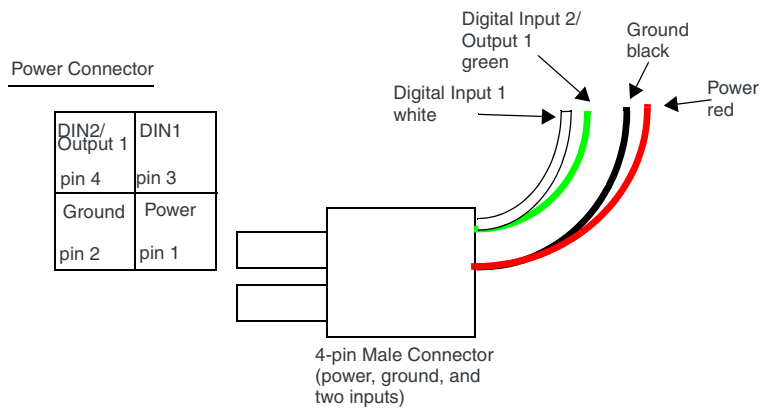 Digital Input 2/
Output 1
green
Ground
black
Power Connector
Digital Input 1
white
Power
red
DIN2/
Output 1
DIN1
pin 4
pin 3
Ground
Power
pin 2
pin 1
4-pin Male Connector
(power, ground, and
two inputs)